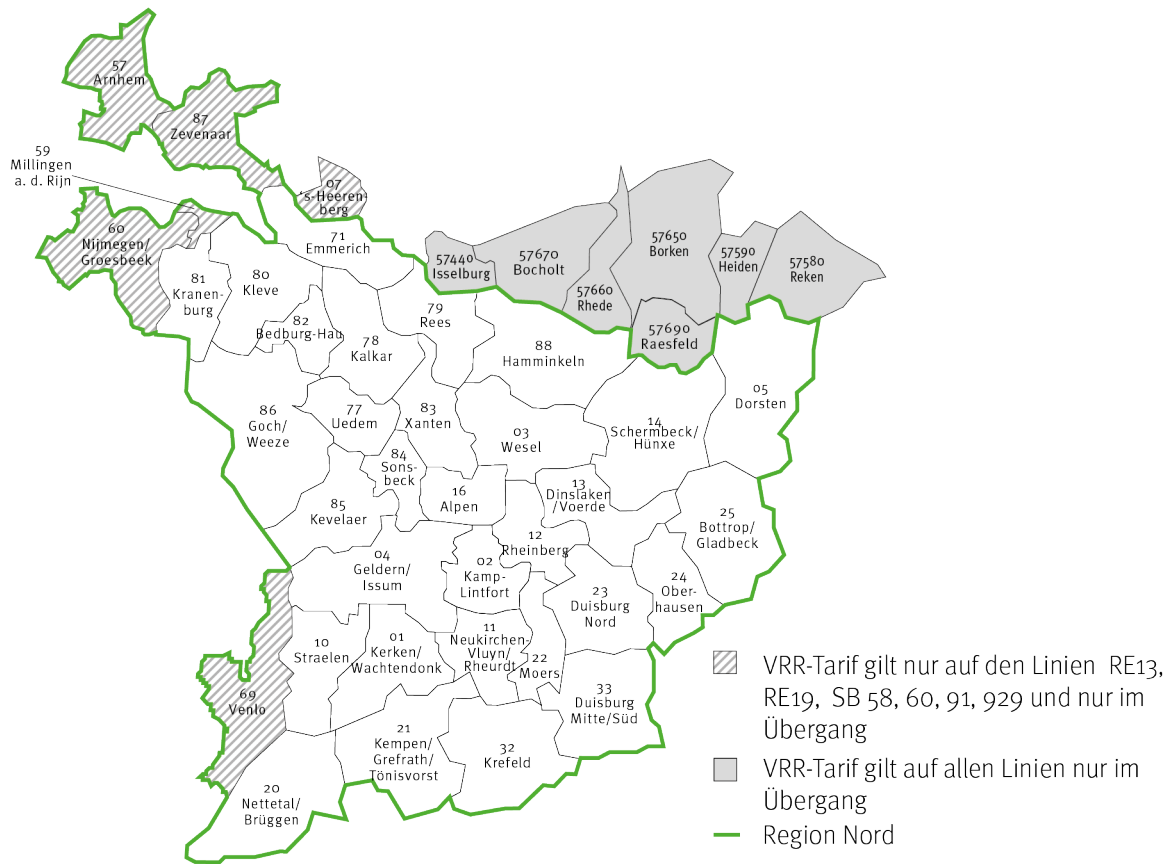 57
Arnhem
87
Zevenaar
59
Millingen
a. d. Rijn
07
's-Heeren-
berg
60
Nijmegen/
Groesbeek
71
Emmerich
57440
Isselburg
57670
Bocholt
57660
Rhede
57650
Borken
57590
Heiden
57580
Reken
57690
Raesfeld
81
Kranen-
burg
80
Kleve
82
Bedburg-Hau
78
Kalkar
79
Rees
88
Hamminkeln
05
Dorsten
86
Goch/
Weeze
77
Uedem
83
Xanten
03
Wesel
14
Schermbeck/
Hünxe
84
Sons-
beck
85
Kevelaer
16
Alpen
13
Dinslaken
/Voerde
25
Bottrop/
Gladbeck
12
Rheinberg
04
Geldern/
Issum
02
Kamp-
Lintfort
23
Duisburg
Nord
24
Ober-
hausen
10
Straelen
01
Kerken/
Wachtendonk
11
Neukirchen-
Vluyn/
Rheurdt
22
Moers
69
Venlo
33
Duisburg
Mitte/Süd
21
Kempen/
Grefrath/
Tönisvorst
32
Krefeld
20
Nettetal/
Brüggen
VRR-Tarif gilt nur auf den Linien RE13,
RE19, SB 58, 60, 91, 929 und nur im
Übergang
VRR-Tarif gilt auf allen Linien nur im
Übergang
Region Nord